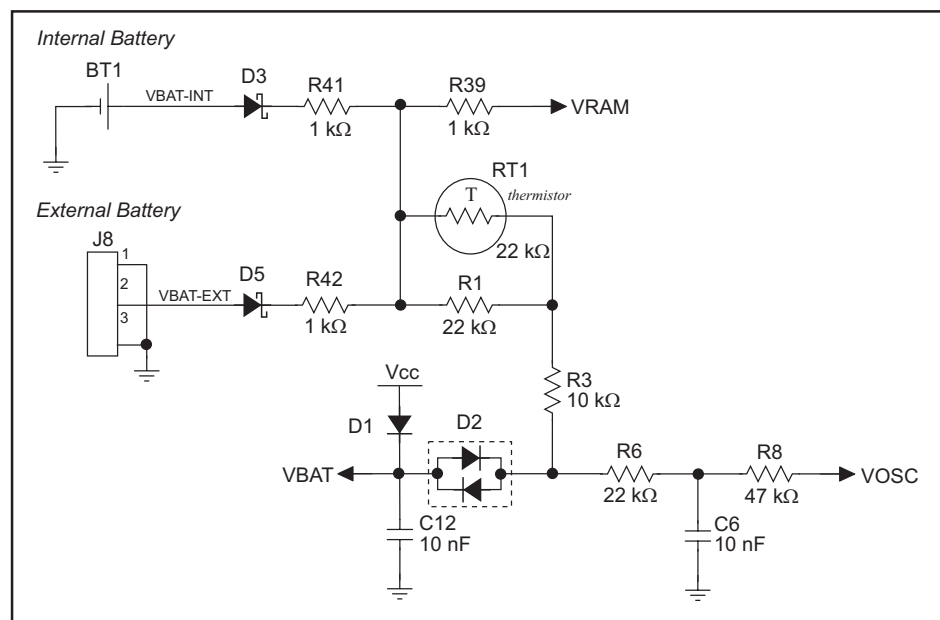 Internal Battery
BT1
VBAT-INT
D3
R41
1 kΩ
R39
1 kΩ
VRAM
RT1
T
thermistor
22 kΩ
External Battery
J8
1
2
3
VBAT-EXT
D5
R42
1 kΩ
R1
22 kΩ
R3
10 kΩ
Vcc
D1
D2
VBAT
R6
22 kΩ
R8
47 kΩ
VOSC
C12
10 nF
C6
10 nF